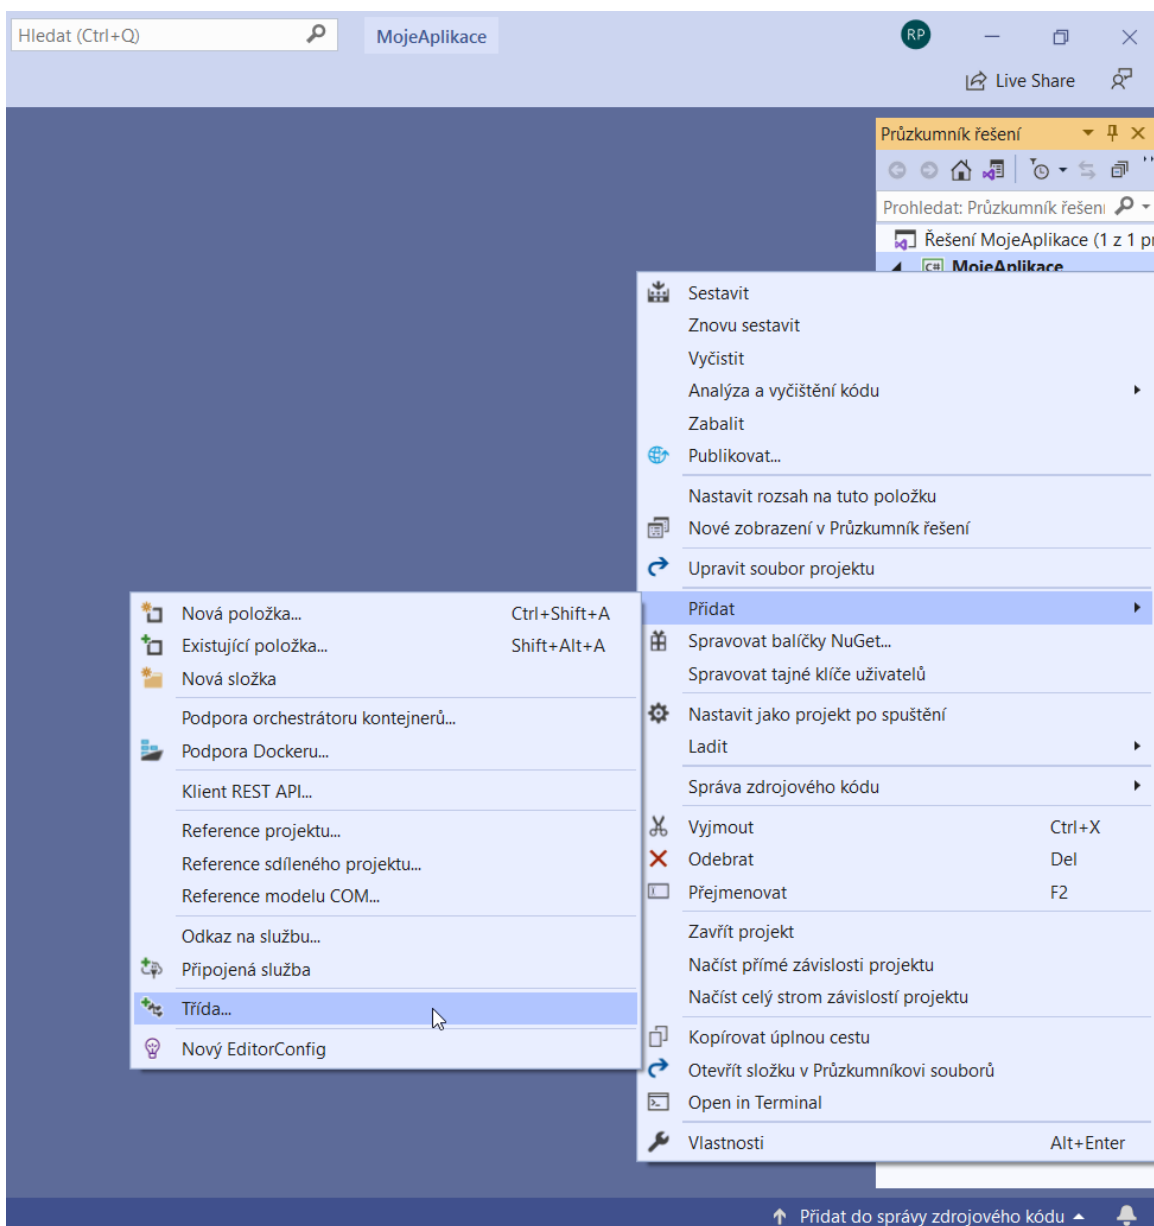 Hledat (Ctrl+Q)
MojeAplikace
RP
Live Share
Průzkumník řešení
Prohledat: Průzkumník řešen
Řešení MojeAplikace (1 z 1 pr
C# MojeAplikace
Sestavit
Znovu sestavit
Vyčistit
Analýza a vyčištění kódu
Zabalit
Publikovat...
Nastavit rozsah na tuto položku
Nové zobrazení v Průzkumník řešení
Upravit soubor projektu
Přidat
Spravovat balíčky NuGet...
Spravovat tajné klíče uživatelů
Nastavit jako projekt po spuštění
Ladit
Správa zdrojového kódu
Vyjmout Ctrl+X
Odebrat Del
Přejmenovat F2
Zavřít projekt
Načíst přímé závislosti projektu
Načíst celý strom závislostí projektu
Kopírovat úplnou cestu
Otevřít složku v Průzkumníkovi souborů
Open in Terminal
Vlastnosti Alt+Enter
Nová položka... Ctrl+Shift+A
Existující položka... Shift+Alt+A
Nová složka
Podpora orchestrátoru kontejnerů...
Podpora Dockeru...
Klient REST API...
Reference projektu...
Reference sdíleného projektu...
Reference modelu COM...
Odkaz na službu...
Připojená služba
Třída...
Nový EditorConfig
Přidat do správy zdrojového kódu